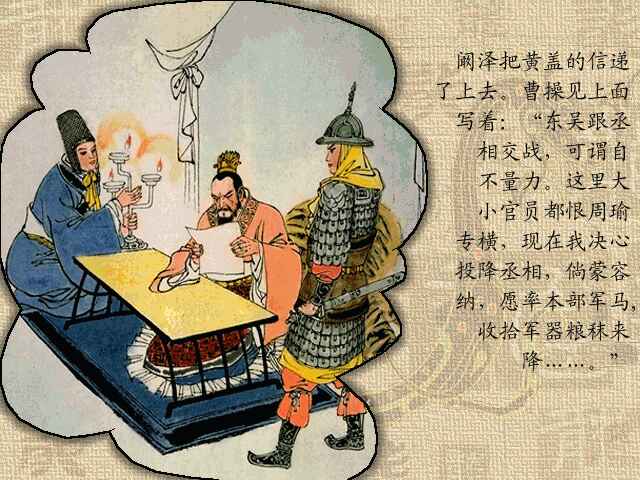 阚泽把黄盖的信递
了上去。曹操见上面
写着：“东吴跟丞
相交战，可谓自
不量力。这里大
小官员都恨周瑜
专横，现在我决心
投降丞相，倘蒙容
纳，愿率本部军马，
收拾军器粮秣来
降……。”